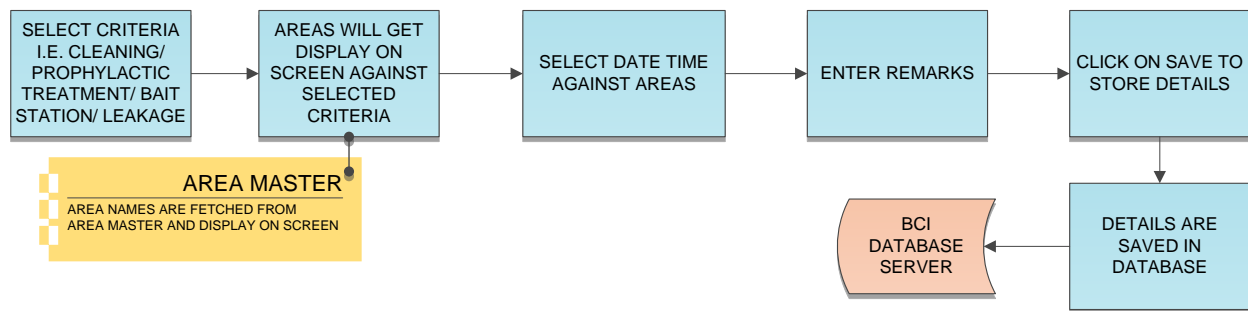 SELECT CRITERIA
I.E. CLEANING/
PROPHYLACTIC
TREATMENT/ BAIT
STATION/ LEAKAGE
AREAS WILL GET
DISPLAY ON
SCREEN AGAINST
SELECTED
CRITERIA
SELECT DATE TIME
AGAINST AREAS
ENTER REMARKS
CLICK ON SAVE TO
STORE DETAILS
AREA MASTER
AREA NAMES ARE FETCHED FROM
AREA MASTER AND DISPLAY ON SCREEN
DETAILS ARE
SAVED IN
DATABASE
BCI
DATABASE
SERVER